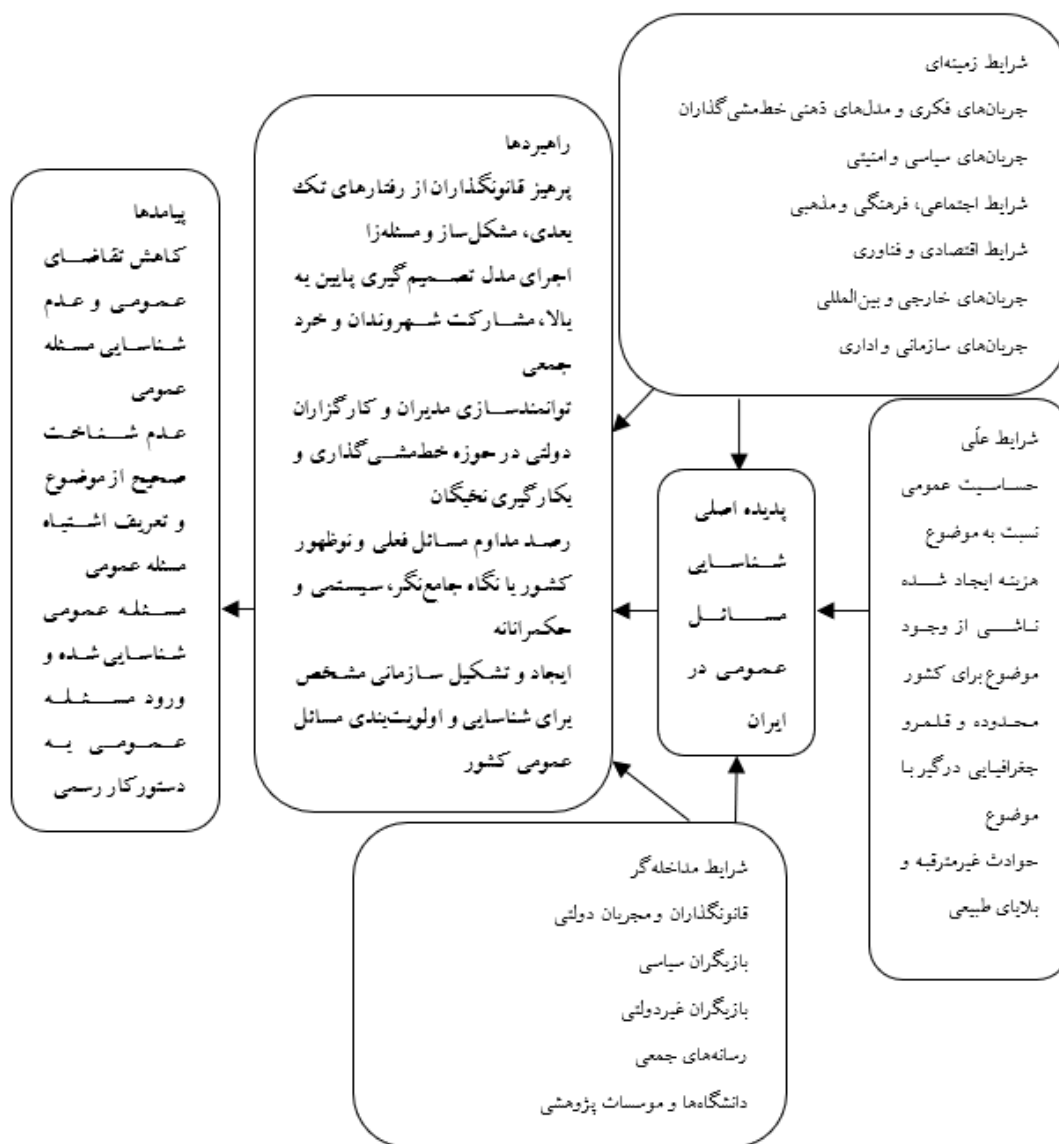 شرایط زمینه‌ای
جریان‌های فکری و مدل‌های ذهنی خط‌مشی‌گذاران
جریان‌های سیاسی و امنیتی
شرایط اجتماعی، فرهنگی و مذهبی
شرایط اقتصادی و فناوری
جریان‌های خارجی و بین‌المللی
جریان‌های سازمانی و اداری
شرایط علّی
حساسیت عمومی
نسبت به موضوع
هزینه ایجاد شده
ناشی از وجود
موضوع برای کشور
محدوده و قلمرو
جغرافیایی درگیر با
موضوع
حوادث غیرمترقبه و
بلایای طبیعی
پدیده اصلی
شناسایی
مسائل
عمومی در
ایران
شرایط مداخله‌گر
قانونگذاران و مجریان دولتی
بازیگران سیاسی
بازیگران غیردولتی
رسانه‌های جمعی
دانشگاه‌ها و موسسات پژوهشی
راهبردها
پرهیز قانونگذاران از رفتارهای تک
بعدی، مشکل‌ساز و مسئله‌زا
اجرای مدل تصمیم‌گیری پایین به
بالا، مشارکت شهروندان و خرد
جمعی
توانمندسازی مدیران و کارگزاران
دولتی در حوزه خط‌مشی‌گذاری و
بکارگیری نخبگان
رصد مداوم مسائل فعلی و نوظهور
کشور با نگاه جامع‌نگر، سیستمی و
حکمرانانه
ایجاد و تشکیل سازمانی مشخص
برای شناسایی و اولویت‌بندی مسائل
عمومی کشور
پیامدها
کاهش تقاضای
عمومی و عدم
شناسایی مسئله
عمومی
عدم شناخت
صحیح از موضوع
و تعریف اشتباه
مسئله عمومی
مسئله عمومی
شناسایی شده و
ورود مسئله
عمومی به
دستورکار رسمی